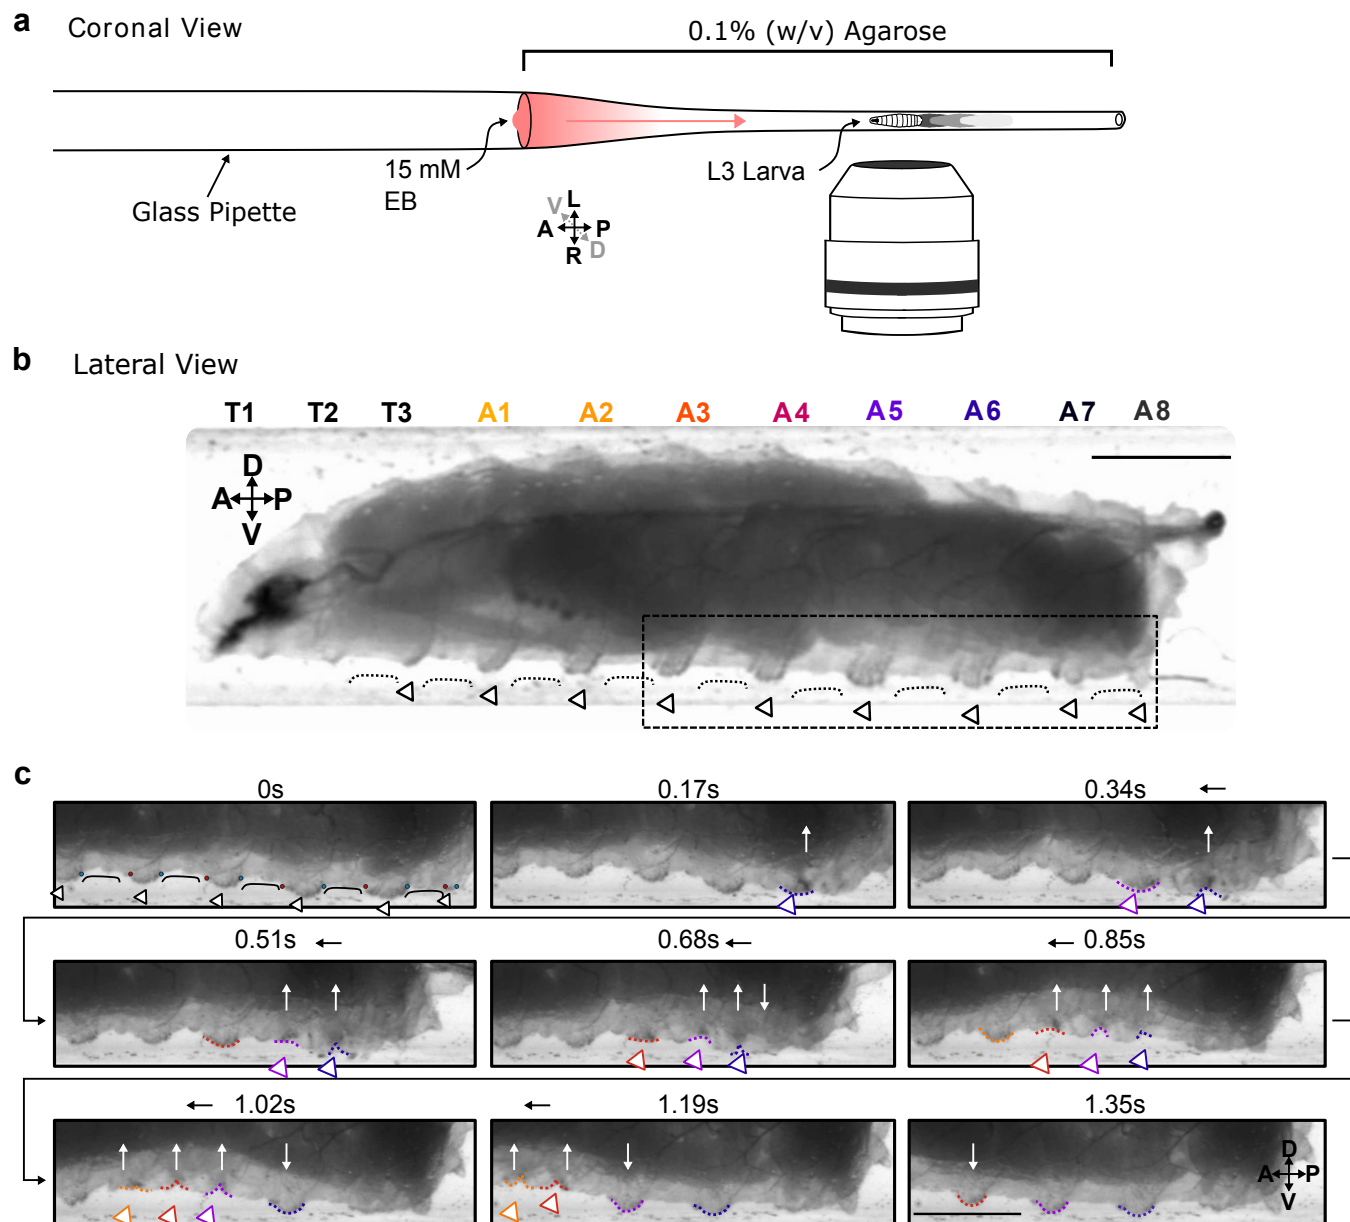 a Coronal View
0.1% (w/v) Agarose
15 mM
EB
L3 Larva
Glass Pipette
V L
A P
R D
b Lateral View
T1 T2 T3 A1 A2 A3 A4 A5 A6 A7 A8
D
A P
V
c
0s 0.17s 0.34s
0.51s 0.68s 0.85s
1.02s 1.19s 1.35s
D
A P
V